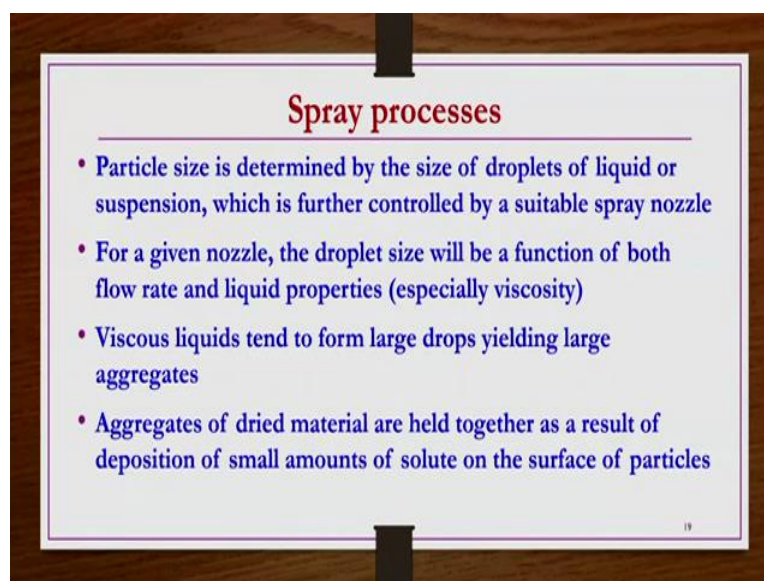 Spray processes
• Particle size is determined by the size of droplets of liquid or
suspension, which is further controlled by a suitable spray nozzle
• For a given nozzle, the droplet size will be a function of both
flow rate and liquid properties (especially viscosity)
• Viscous liquids tend to form large drops yielding large
aggregates
• Aggregates of dried material are held together as a result of
deposition of small amounts of solute on the surface of particles
19